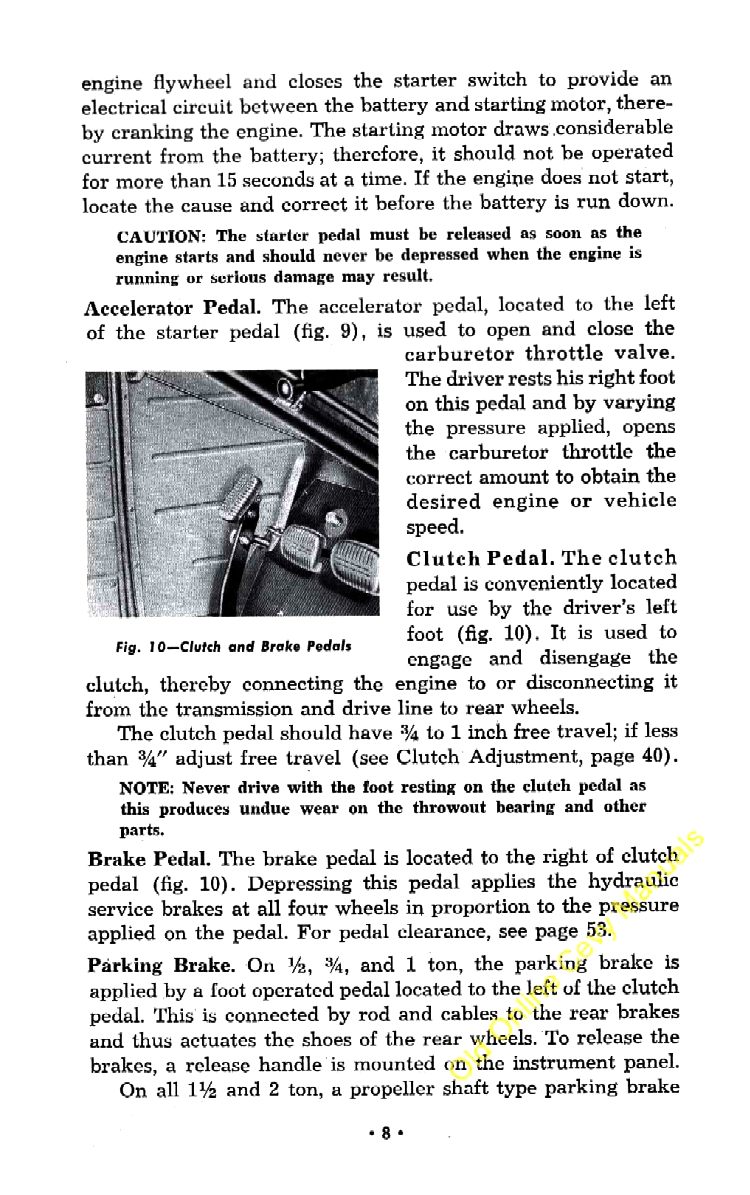 engine flywheel and closes the starter switch to provide an
electrical circuit between the battery and starting motor, there-
by cranking the engine. The starting motor draws considerable
current from the battery; therefore, it should not be operated
for more than 15 seconds at a time. If the engine does not start,
locate the cause and correct it before the battery is run down.
CAUTION: The starter pedal must be released as soon as the
engine starts and should never be depressed when the engine is
running or serious damage may result.
Accelerator Pedal. The accelerator pedal, located to the left
of the starter pedal (fig. 9), is used to open and close the
carburetor throttle valve.
The driver rests his right foot
on this pedal and by varying
the pressure applied, opens
the carburetor throttle the
correct amount to obtain the
desired engine or vehicle
speed.
Fig. 10—Clutch and Brake Pedals
Clutch Pedal. The clutch
pedal is conveniently located
for use by the driver's left
foot (fig. 10). It is used to
engage and disengage the
clutch, thereby connecting the engine to or disconnecting it
from the transmission and drive line to rear wheels.
The clutch pedal should have ¾ to 1 inch free travel; if less
than ¾" adjust free travel (see Clutch Adjustment, page 40).
NOTE: Never drive with the foot resting on the clutch pedal as
this produces undue wear on the throwout bearing and other
parts.
Brake Pedal. The brake pedal is located to the right of clutch
pedal (fig. 10). Depressing this pedal applies the hydraulic
service brakes at all four wheels in proportion to the pressure
applied on the pedal. For pedal clearance, see page 53.
Parking Brake. On ½, ¾, and 1 ton, the parking brake is
applied by a foot operated pedal located to the left of the clutch
pedal. This is connected by rod and cables to the rear brakes
and thus actuates the shoes of the rear wheels. To release the
brakes, a release handle is mounted on the instrument panel.
On all 1½ and 2 ton, a propeller shaft type parking brake
• 8 •
Old Online Cevy Manuals